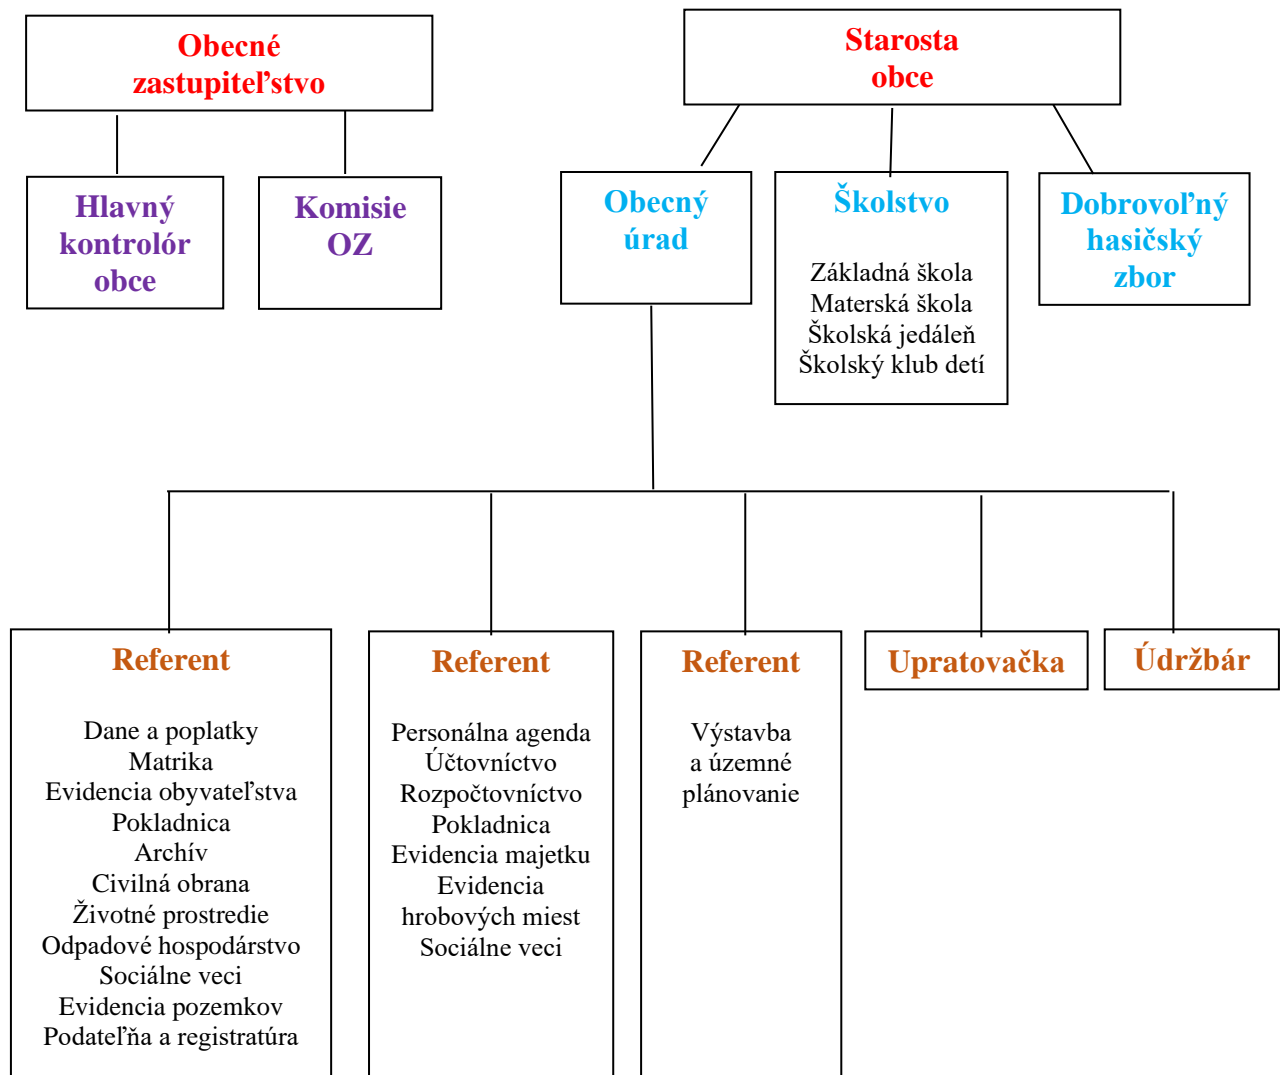 Obecné
zastupiteľstvo
Starosta
obce
Hlavný
kontrolór
obce
Komisie
OZ
Obecný
úrad
Školstvo
Základná škola
Materská škola
Školská jedáleň
Školský klub detí
Dobrovoľný
hasičský
zbor
Referent
Dane a poplatky
Matrika
Evidencia obyvateľstva
Pokladnica
Archív
Civilná obrana
Životné prostredie
Odpadové hospodárstvo
Sociálne veci
Evidencia pozemkov
Podateľňa a registratúra
Referent
Personálna agenda
Účtovníctvo
Rozpočtovníctvo
Pokladnica
Evidencia majetku
Evidencia
hrobových miest
Sociálne veci
Referent
Výstavba
a územné
plánovanie
Upratovačka
Údržbár